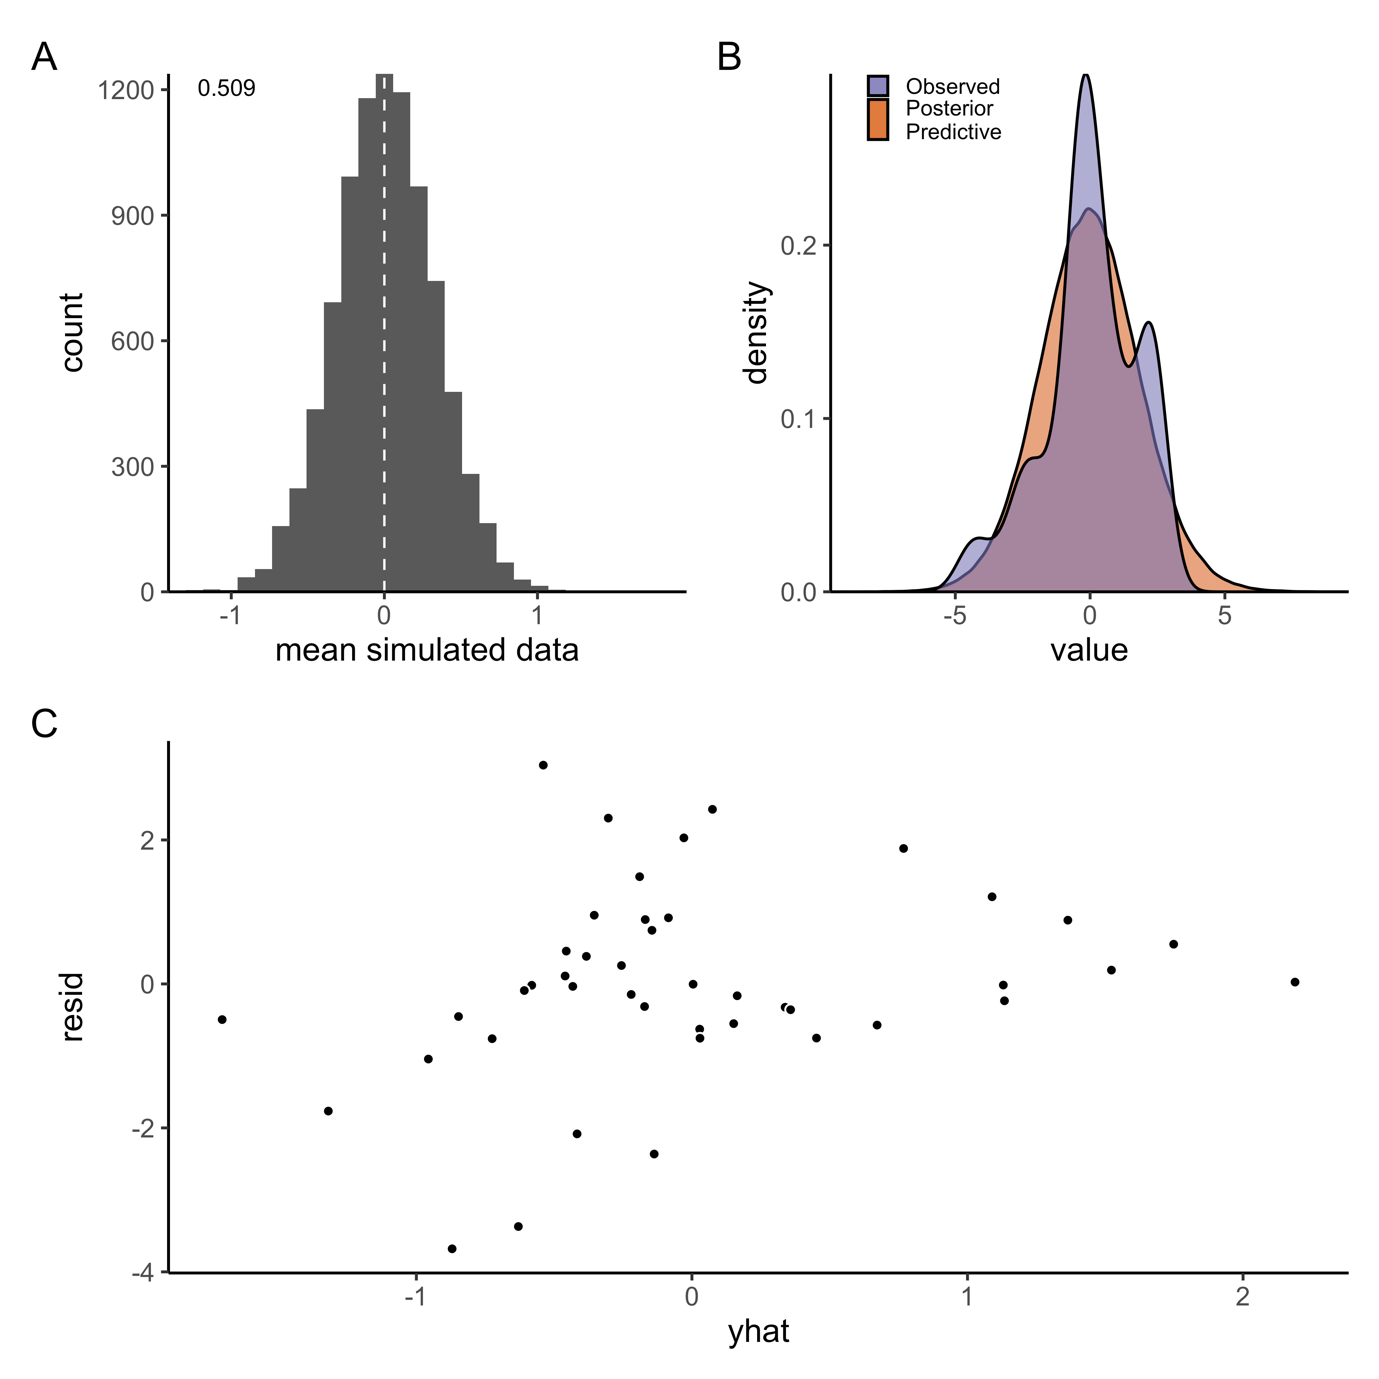 A
0.509
1200
900
600
300
0
count
-1 0 1
mean simulated data
B
Observed
Posterior
Predictive
0.2
0.1
0.0
density
-5 0 5
value
C
2
0
-2
-4
resid
-1 0 1 2
yhat